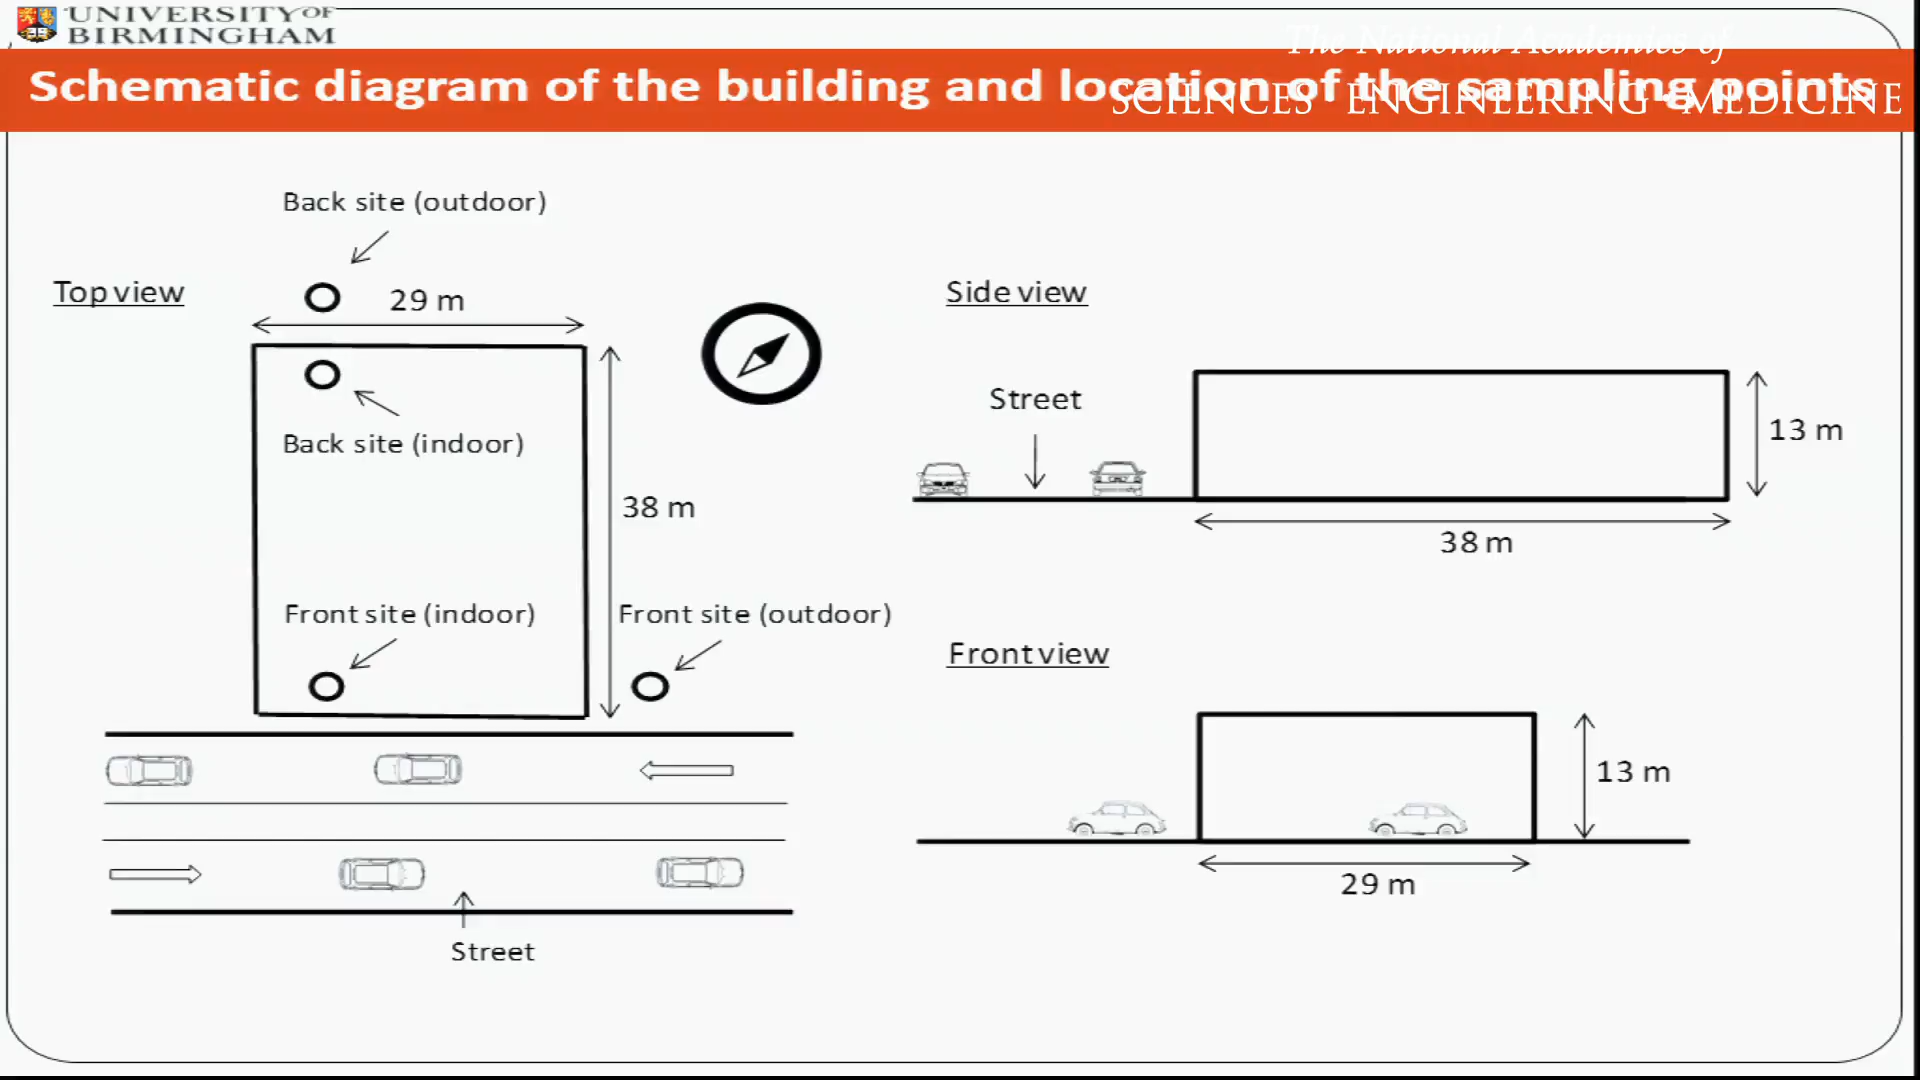 UNIVERSITY OF
BIRMINGHAM
The National Academies of
SCIENCES · ENGINEERING · MEDICINE
Schematic diagram of the building and location of the sampling points
Back site (outdoor)
Top view
29 m
Back site (indoor)
38 m
Front site (indoor)
Front site (outdoor)
Street
Side view
Street
13 m
38 m
Front view
13 m
29 m